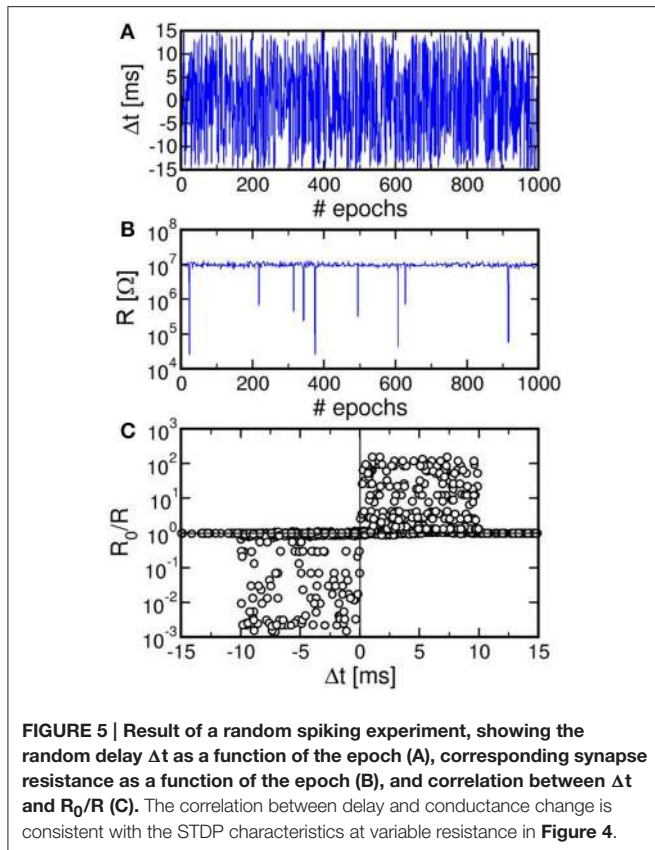 A
Δt [ms]
15
10
5
0
-5
-10
-15
0 200 400 600 800 1000
# epochs
B
R [Ω]
10^8
10^7
10^6
10^5
10^4
0 200 400 600 800 1000
# epochs
C
R_0/R
10^3
10^2
10^1
10^0
10^-1
10^-2
10^-3
-15 -10 -5 0 5 10 15
Δt [ms]
FIGURE 5 | Result of a random spiking experiment, showing the
random delay Δt as a function of the epoch (A), corresponding synapse
resistance as a function of the epoch (B), and correlation between Δt
and R_0/R (C). The correlation between delay and conductance change is
consistent with the STDP characteristics at variable resistance in Figure 4.